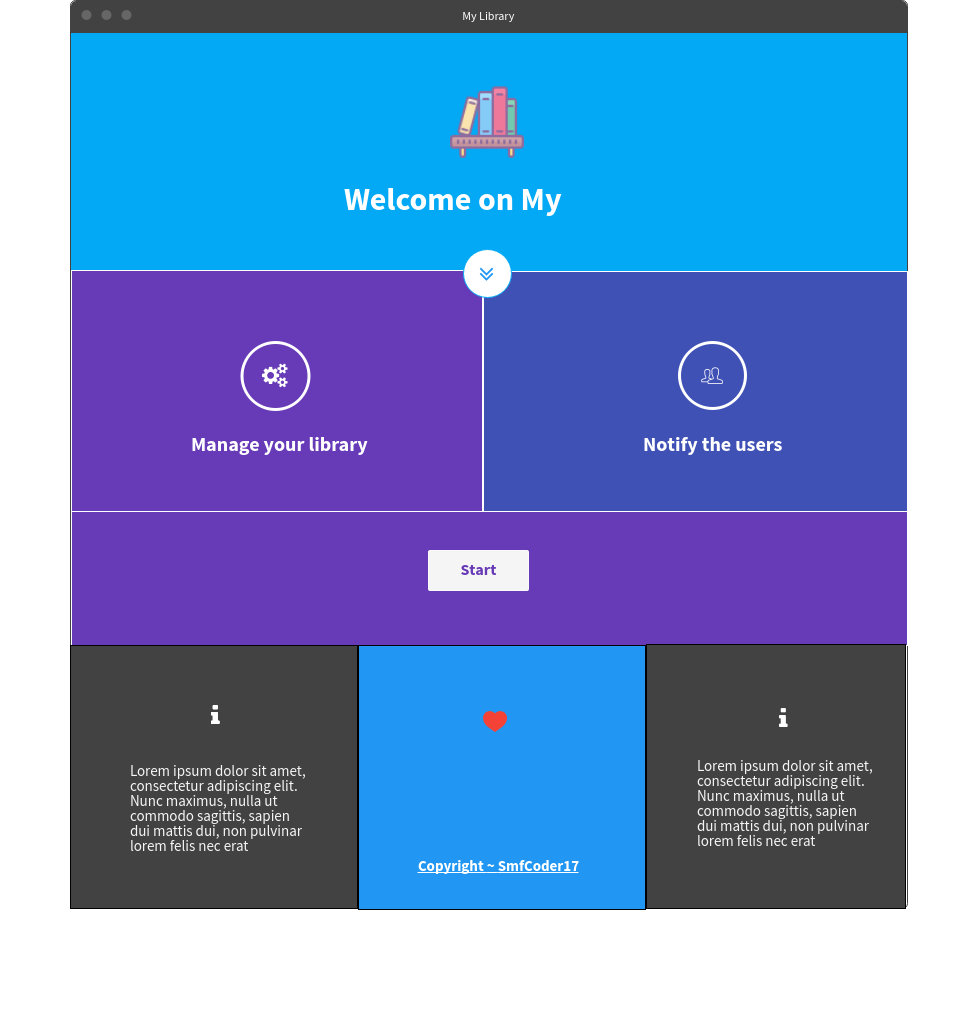 My Library
Welcome on My
Manage your library
Notify the users
Start
Lorem ipsum dolor sit amet,
consectetur adipiscing elit.
Nunc maximus, nulla ut
commodo sagittis, sapien
dui mattis dui, non pulvinar
lorem felis nec erat
Copyright ~ SmfCoder17
Lorem ipsum dolor sit amet,
consectetur adipiscing elit.
Nunc maximus, nulla ut
commodo sagittis, sapien
dui mattis dui, non pulvinar
lorem felis nec erat